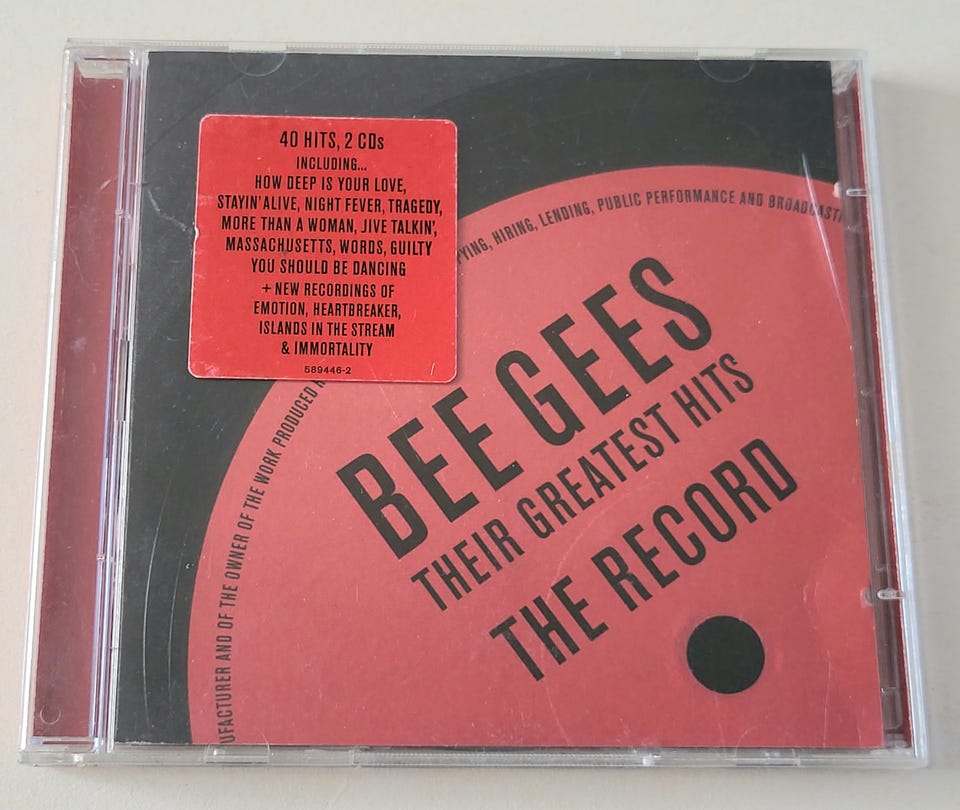 40 HITS, 2 CDs
INCLUDING...
HOW DEEP IS YOUR LOVE,
STAYIN' ALIVE, NIGHT FEVER, TRAGEDY,
MORE THAN A WOMAN, JIVE TALKIN',
MASSACHUSETTS, WORDS, GUILTY
YOU SHOULD BE DANCING
+ NEW RECORDINGS OF
EMOTION, HEARTBREAKER,
ISLANDS IN THE STREAM
& IMMORTALITY
589446-2
UFACTURER AND OF THE OWNER OF THE WORK PRODUCED
PYING, HIRING, LENDING, PUBLIC PERFORMANCE AND BROADCASTI
BEE GEES
THEIR GREATEST HITS
THE RECORD